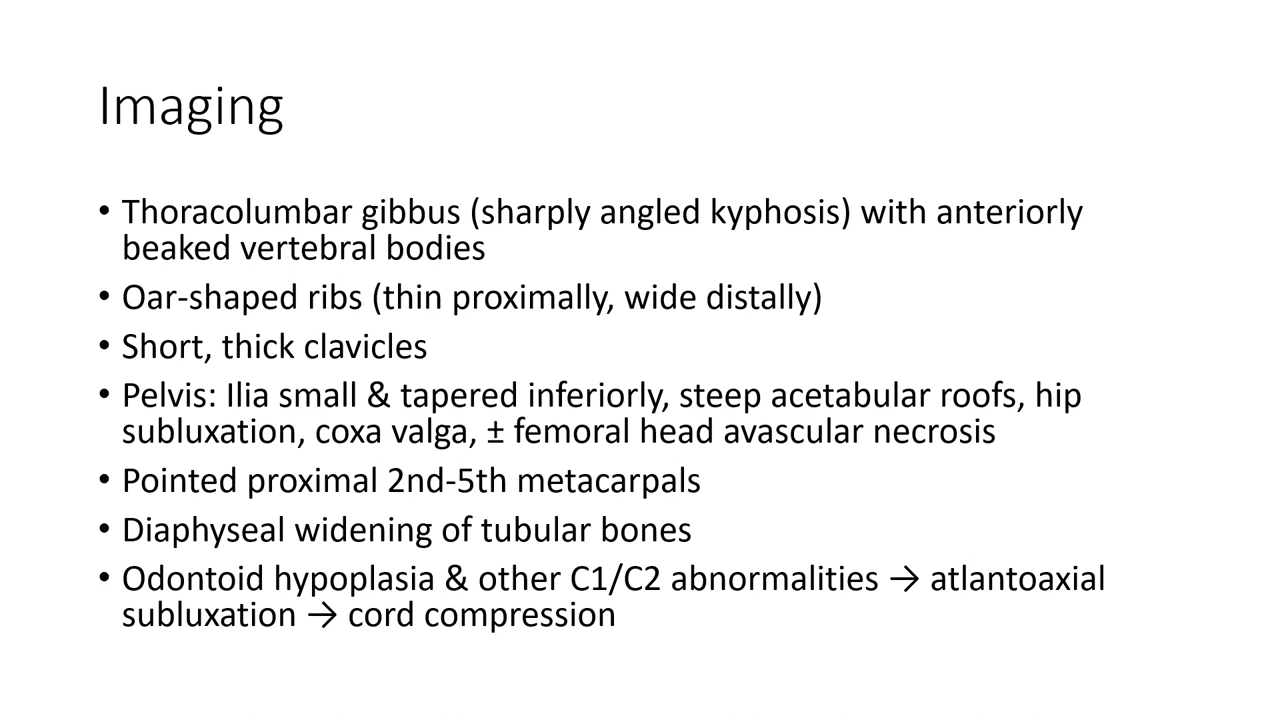 Imaging
• Thoracolumbar gibbus (sharply angled kyphosis) with anteriorly
beaked vertebral bodies
• Oar-shaped ribs (thin proximally, wide distally)
• Short, thick clavicles
• Pelvis: Ilia small & tapered inferiorly, steep acetabular roofs, hip
subluxation, coxa valga, ± femoral head avascular necrosis
• Pointed proximal 2nd-5th metacarpals
• Diaphyseal widening of tubular bones
• Odontoid hypoplasia & other C1/C2 abnormalities → atlantoaxial
subluxation → cord compression